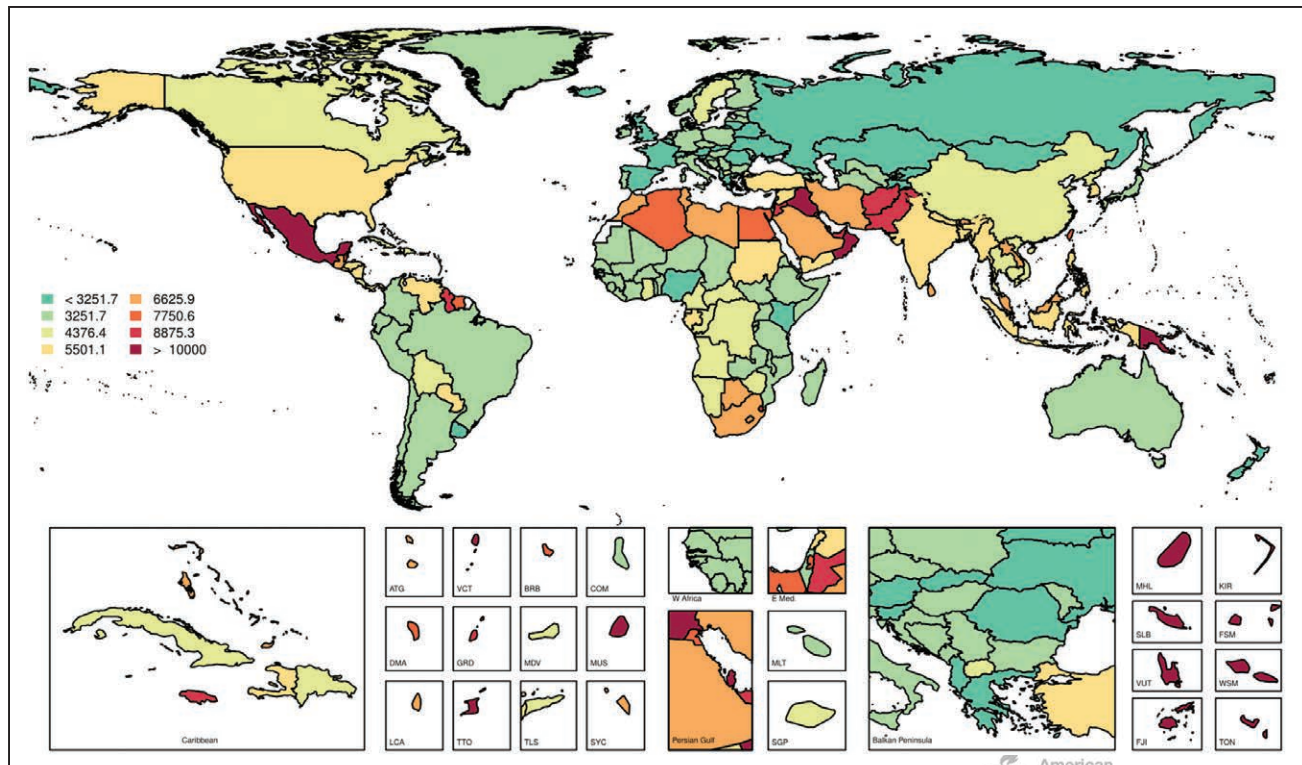 < 3251.7
3251.7
4376.4
5501.1
6625.9
7750.6
8875.3
> 10000
Caribbean
ATG
VCT
BRB
COM
DMA
GRD
MDV
MUS
LCA
TTO
TLS
SYC
W Africa
E Med.
Persian Gulf
MLT
SGP
Balkan Peninsula
MHL
KIR
SLB
FSM
VUT
WSM
FJI
TON
American